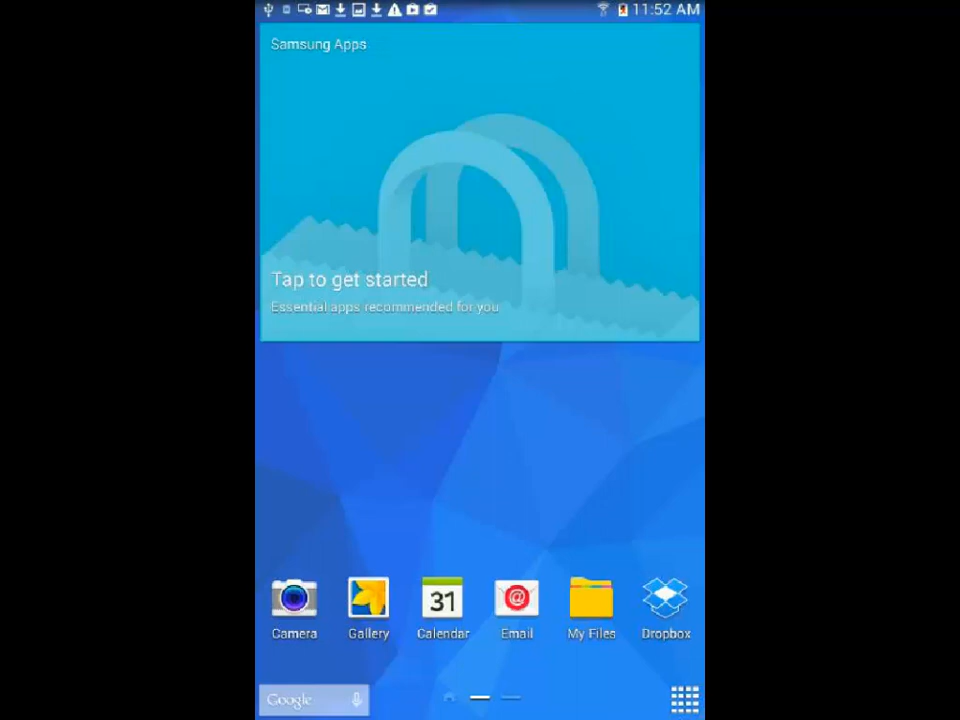 11:52 AM
Samsung Apps
Tap to get started
Essential apps recommended for you
31
Camera
Gallery
Calendar
Email
My Files
Dropbox
Google